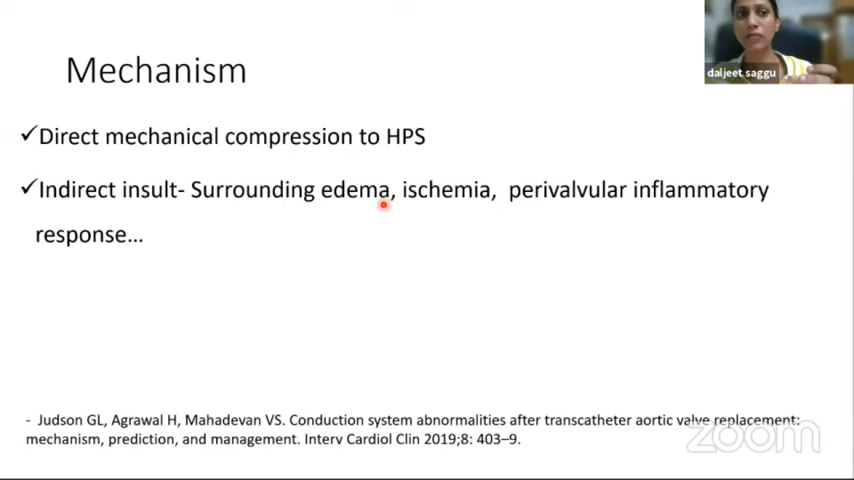 daljeet saggu
Mechanism
✓Direct mechanical compression to HPS
✓Indirect insult- Surrounding edema, ischemia, perivalvular inflammatory
response...
- Judson GL, Agrawal H, Mahadevan VS. Conduction system abnormalities after transcatheter aortic valve replacement:
mechanism, prediction, and management. Interv Cardiol Clin 2019;8: 403–9.
zoom